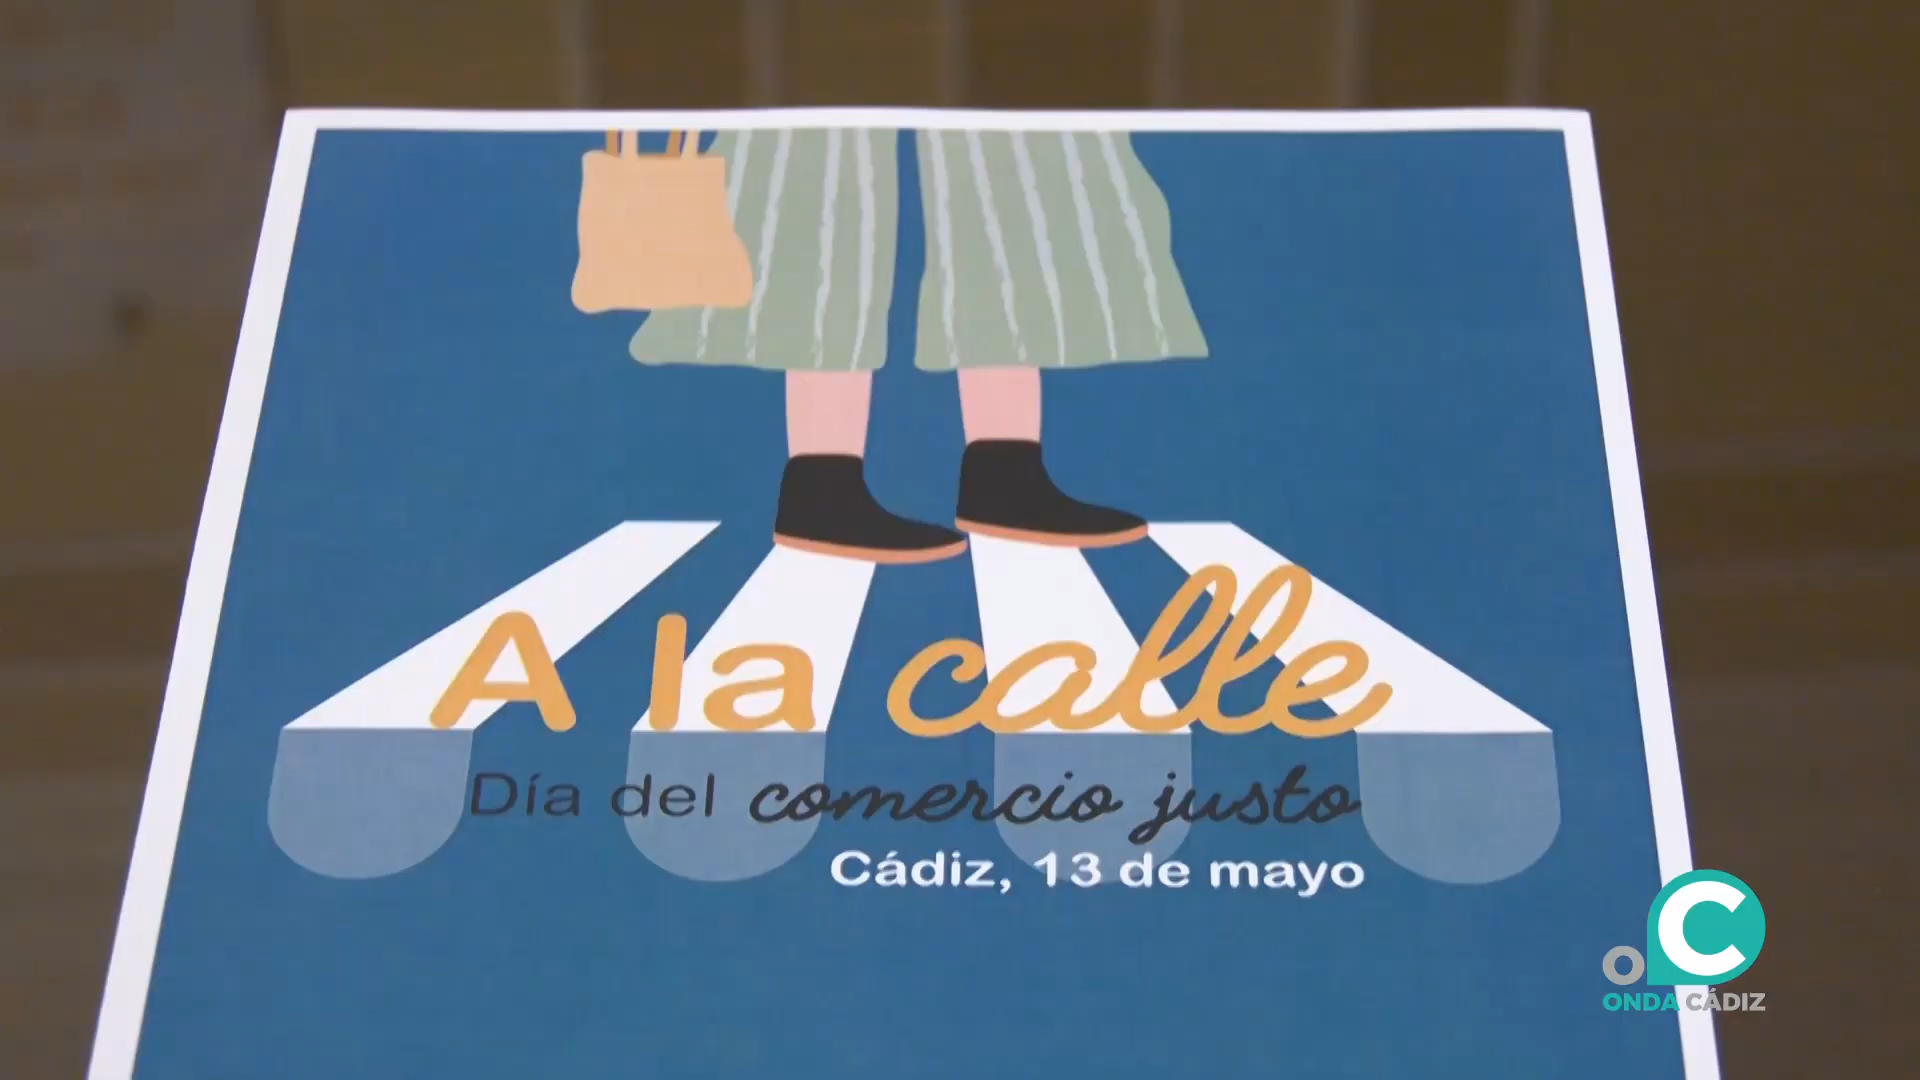 A la calle
Día del comercio justo
Cádiz, 13 de mayo
O C
ONDA CÁDIZ